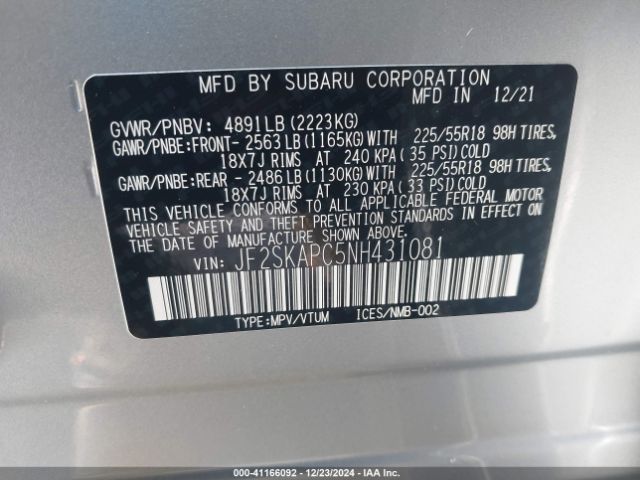 MFD BY SUBARU CORPORATION
MFD IN 12/21
GVWR/PNBV: 4891LB(2223KG)
GAWR/PNBE:FRONT- 2563LB(1165KG)WITH 225/55R18 98H TIRES,
18X7J RIMS AT 240 KPA( 35 PSI)COLD
GAWR/PNBE:REAR - 2486LB(1130KG)WITH 225/55R18 98H TIRES,
18X7J RIMS AT 230 KPA( 33 PSI)COLD
THIS VEHICLE CONFORMS TO ALL APPLICABLE FEDERAL MOTOR
VEHICLE SAFETY AND THEFT PREVENTION STANDARDS
IN EFFECT ON THE DATE OF MANUFACTURE SHOWN ABOVE.
VIN: JF2SKAPC5NH431081
TYPE:MPV/VTUM ICES/NMB-002
000-41166092 - 12/23/2024 - IAA Inc.